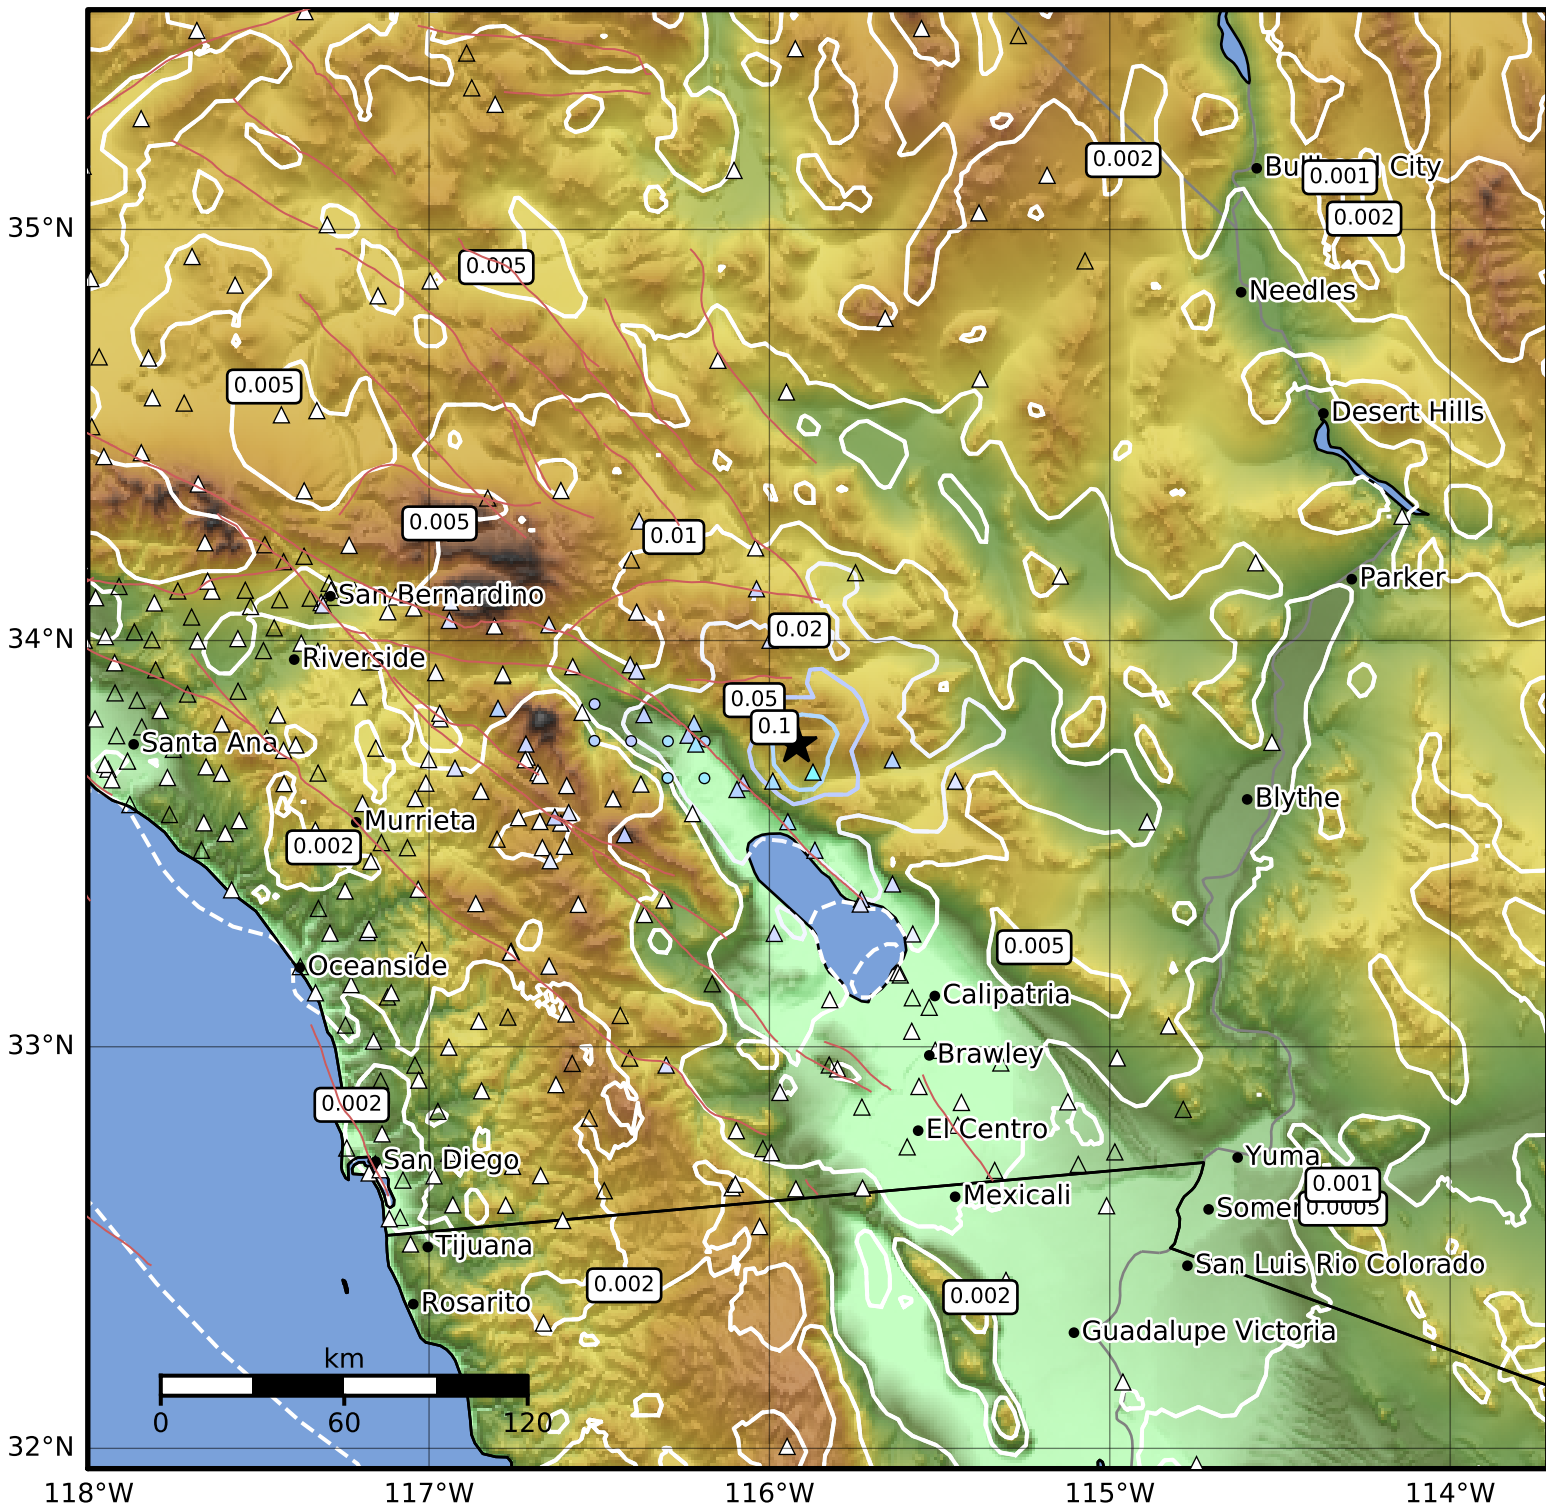 0.002
0.001
0.002
35°N
0.005
Needles
0.005
Desert Hills
0.005
0.01
Parker
San Bernardino
34°N
0.02
Riverside
0.05
0.1
Santa Ana
Blythe
Murrieta
0.002
0.005
Oceanside
Calipatria
33°N
Brawley
0.002
El Centro
San Diego
Yuma
0.001
Mexicali
0.0005
Tijuana
San Luis Rio Colorado
0.002
0.002
Rosarito
Guadalupe Victoria
km
0 60 120
32°N
118°W 117°W 116°W 115°W 114°W